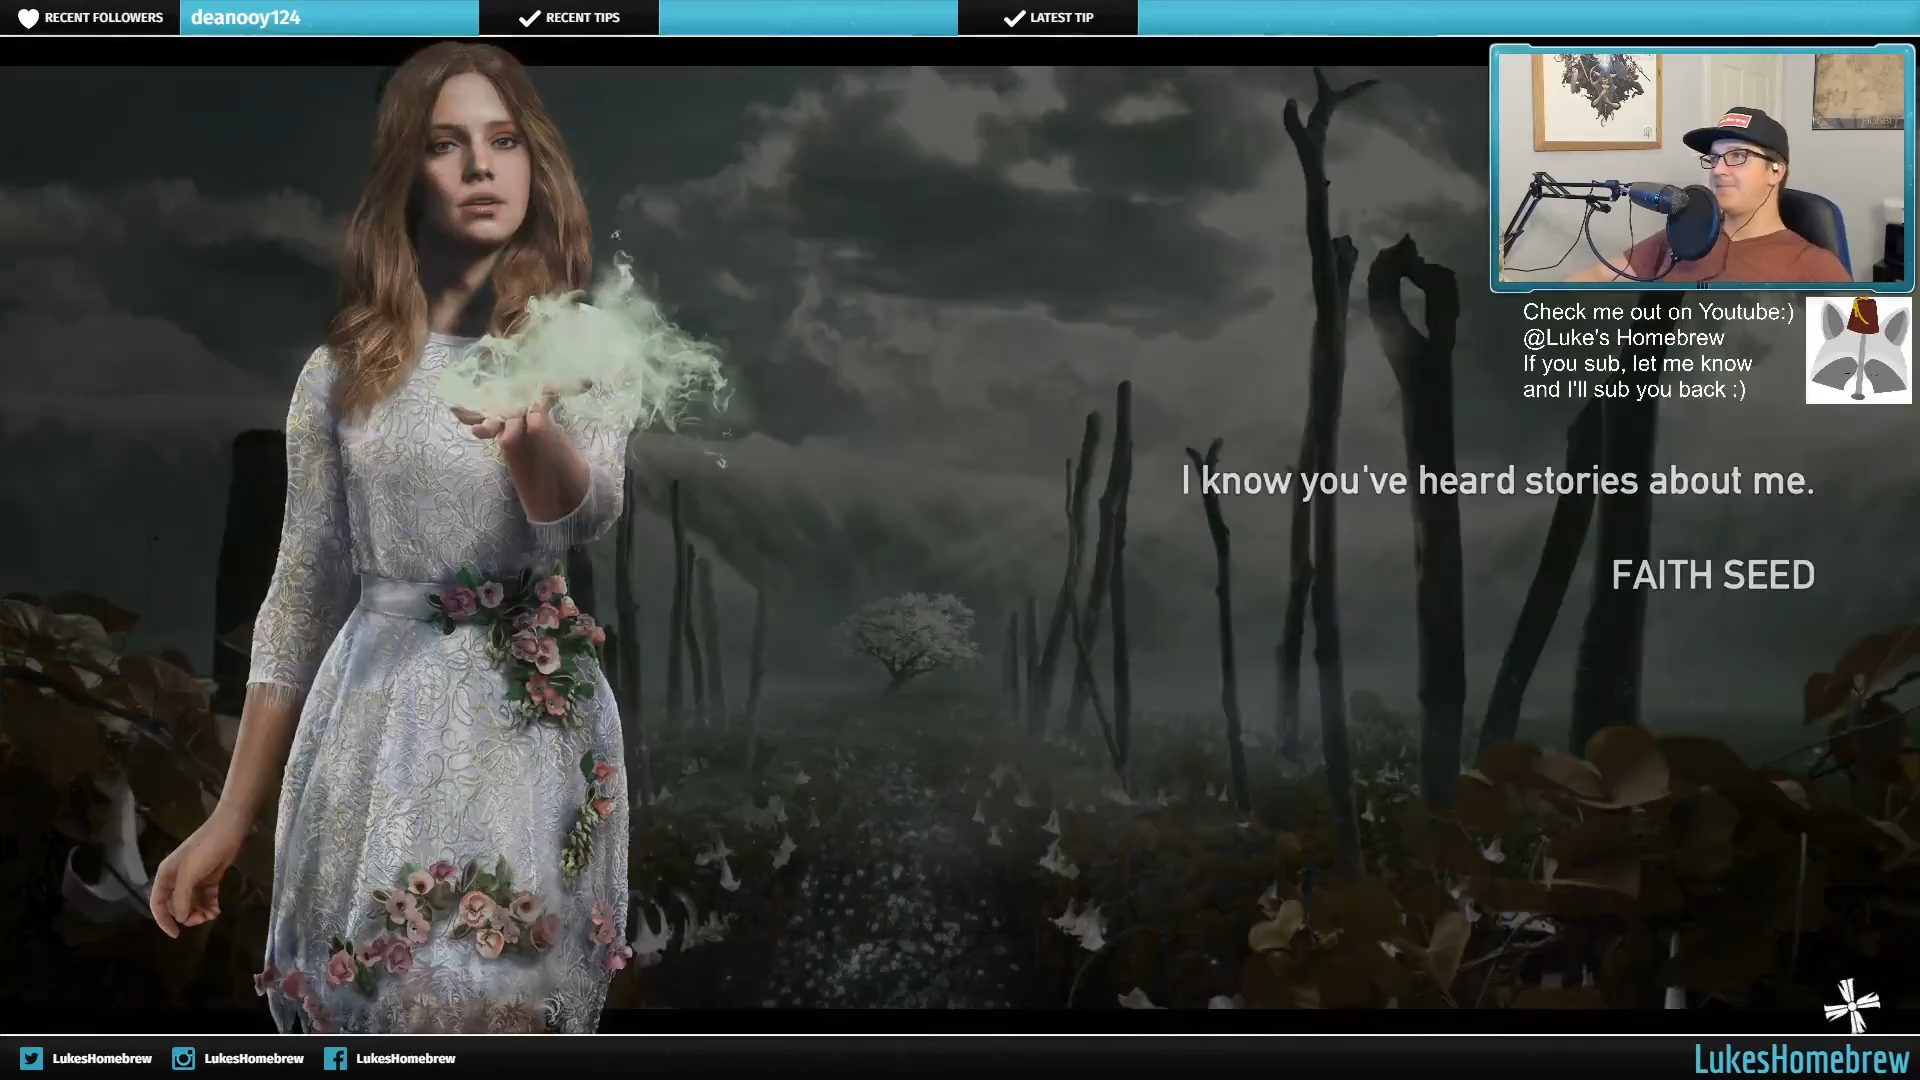 RECENT FOLLOWERS
deanooy124
RECENT TIPS
LATEST TIP
HOBBIT
Check me out on Youtube:)
@Luke's Homebrew
If you sub, let me know
and I'll sub you back :)
I know you've heard stories about me.
FAITH SEED
LukesHomebrew
LukesHomebrew
LukesHomebrew
LukesHomebrew